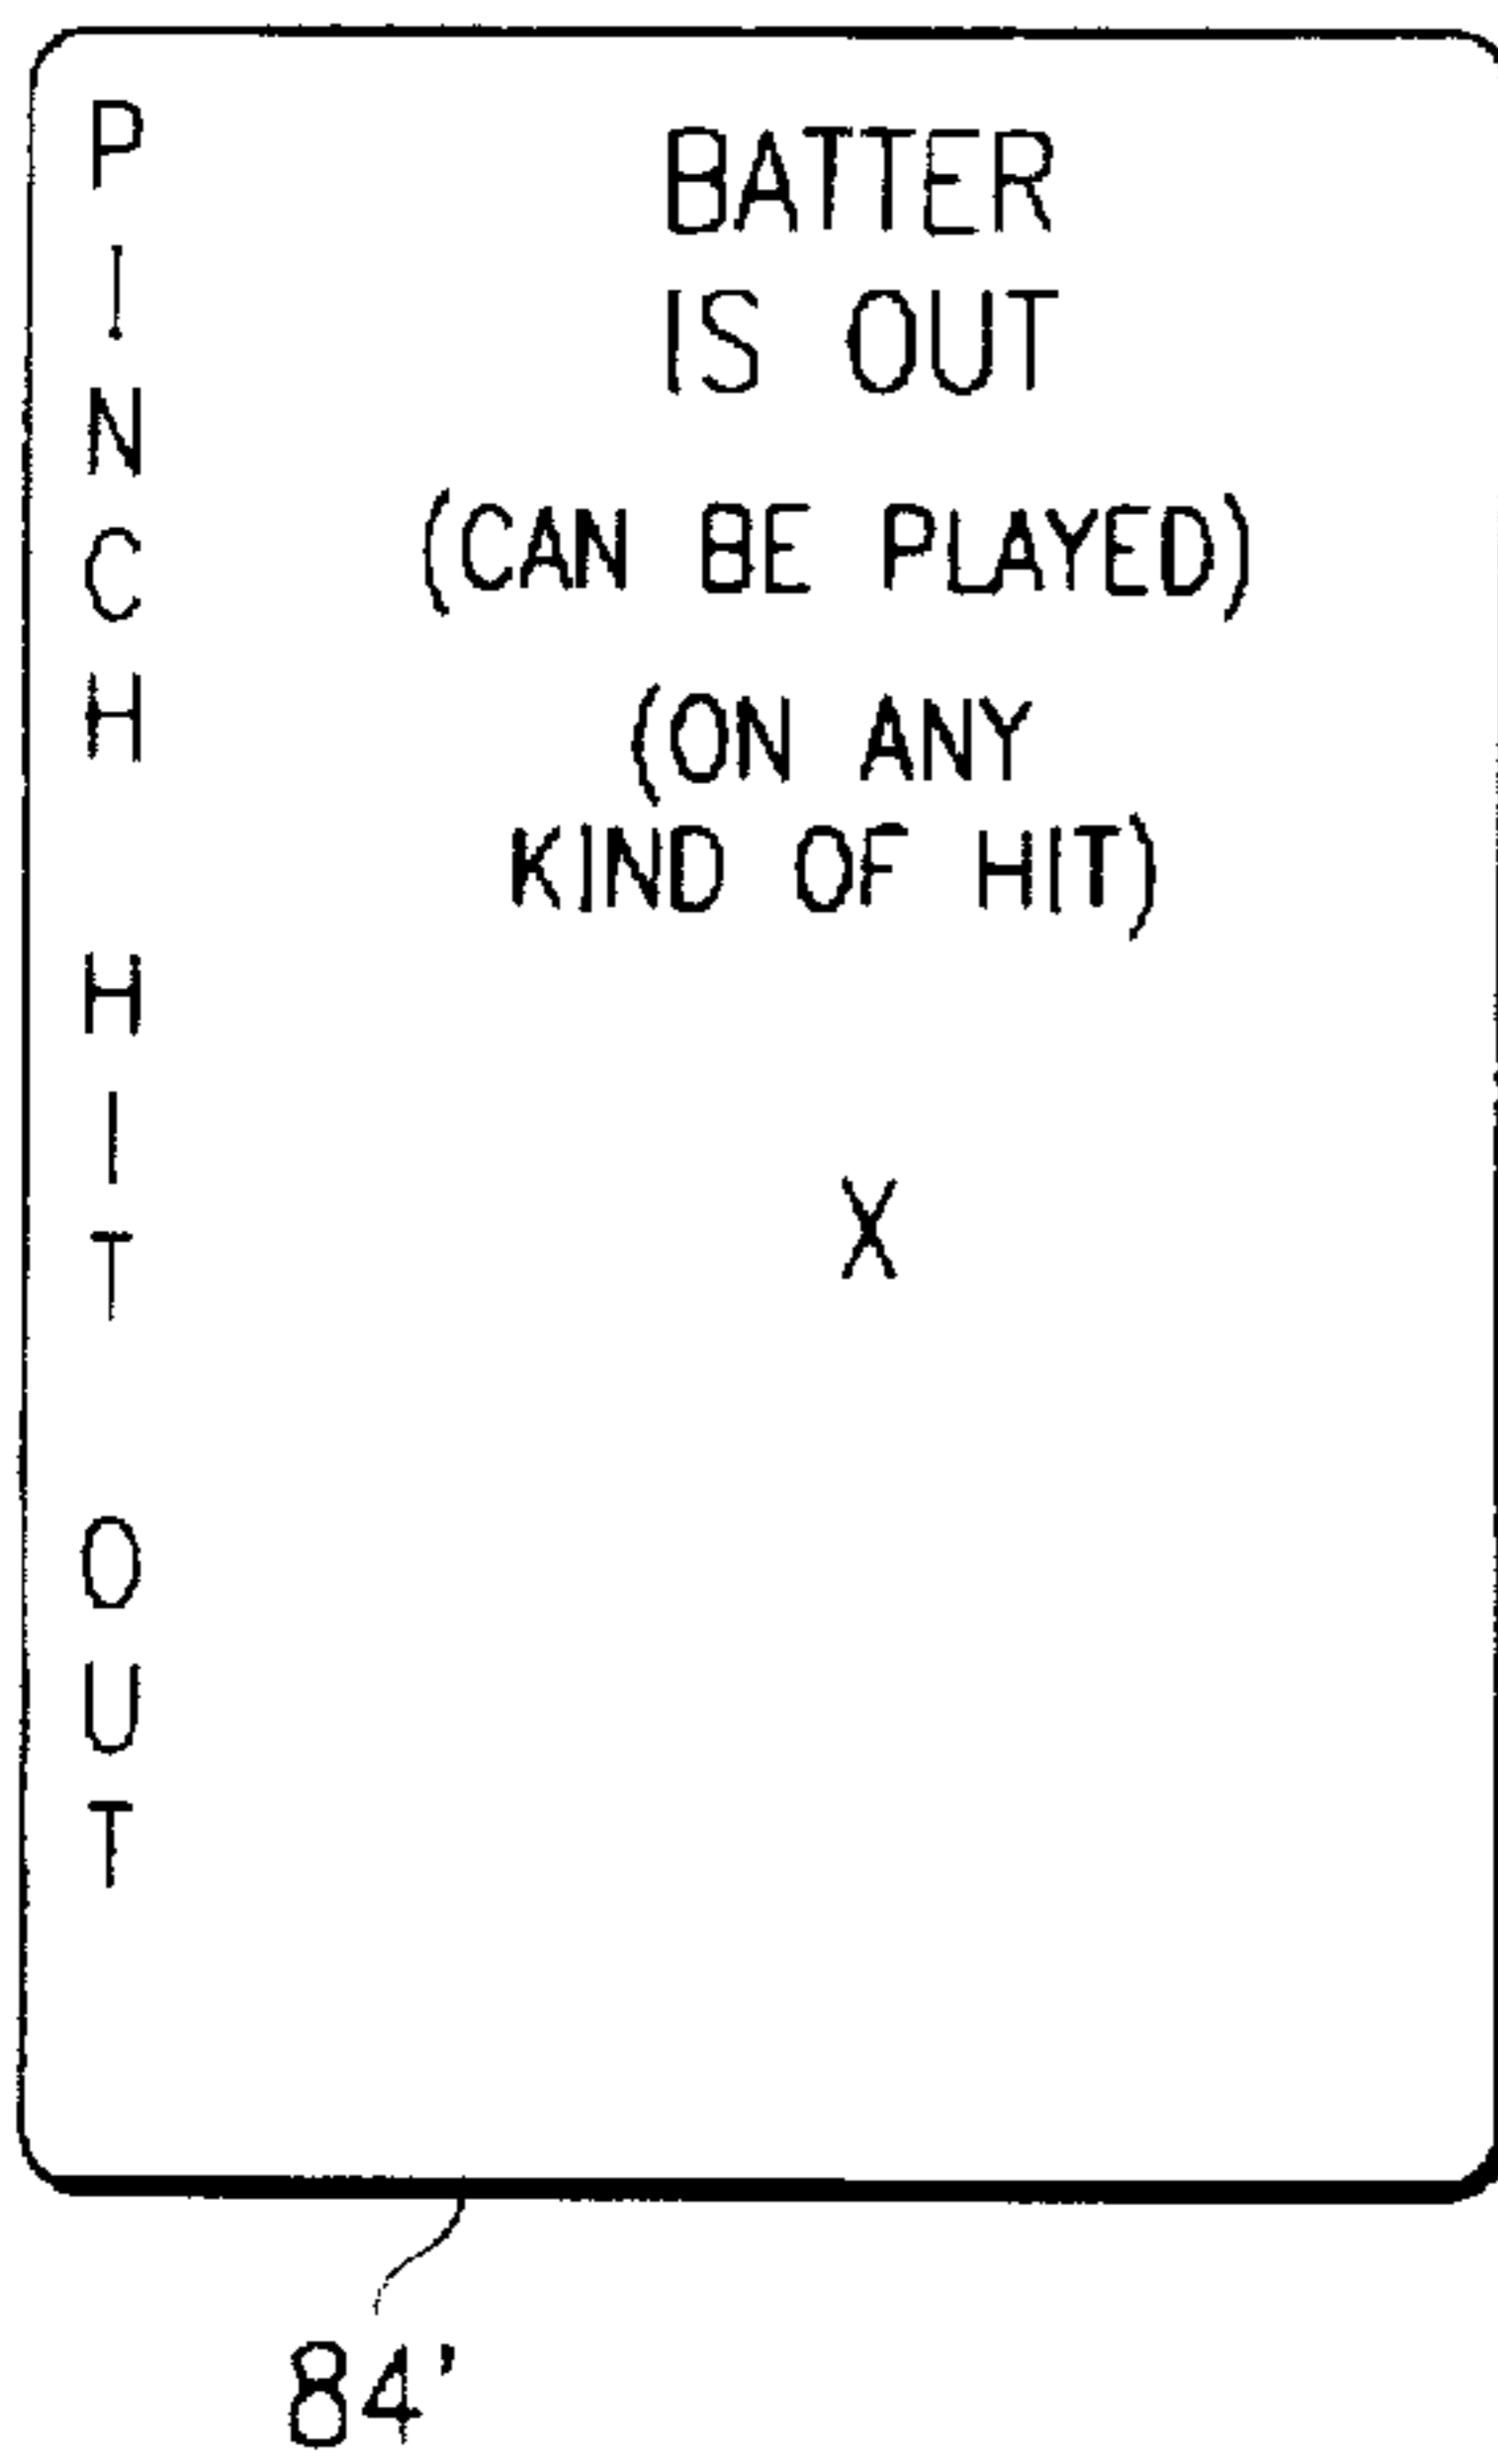 PINCH HIT OUT
BATTER
IS OUT
(CAN BE PLAYED)
(ON ANY
KIND OF HIT)
X
84'